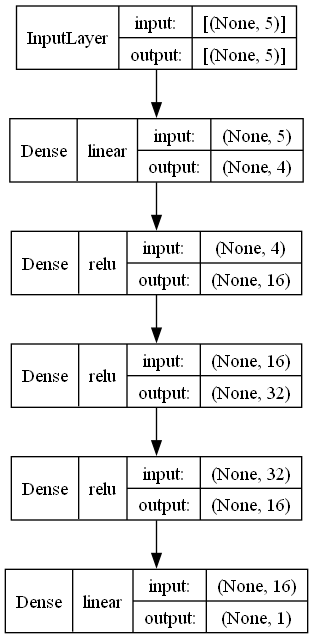 InputLayer input: [(None, 5)]
output: [(None, 5)]
Dense linear input: (None, 5)
output: (None, 4)
Dense relu input: (None, 4)
output: (None, 16)
Dense relu input: (None, 16)
output: (None, 32)
Dense relu input: (None, 32)
output: (None, 16)
Dense linear input: (None, 16)
output: (None, 1)